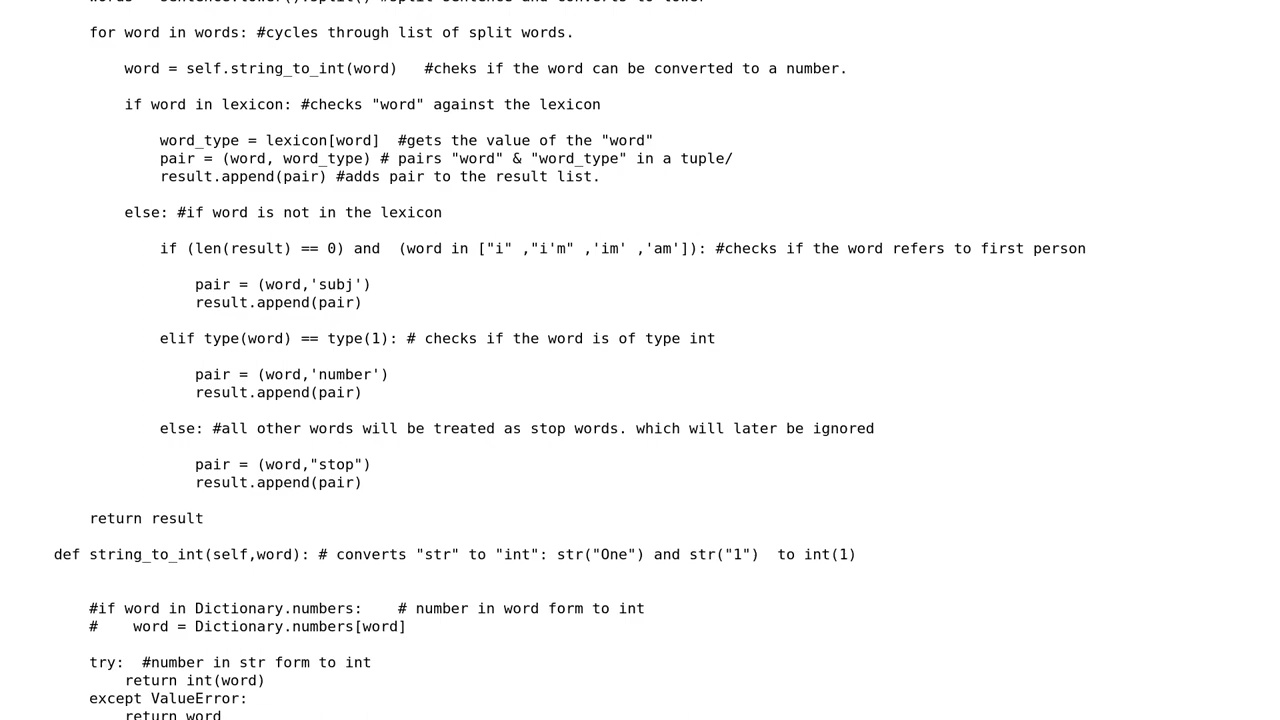 for word in words: #cycles through list of split words.
word = self.string_to_int(word)   #cheks if the word can be converted to a number.
if word in lexicon: #checks "word" against the lexicon
word_type = lexicon[word]  #gets the value of the "word"
pair = (word, word_type) # pairs "word" & "word_type" in a tuple/
result.append(pair) #adds pair to the result list.
else: #if word is not in the lexicon
if (len(result) == 0) and  (word in ["i" ,"i'm" ,'im' ,'am']): #checks if the word refers to first person
pair = (word,'subj')
result.append(pair)
elif type(word) == type(1): # checks if the word is of type int
pair = (word,'number')
result.append(pair)
else: #all other words will be treated as stop words. which will later be ignored
pair = (word,"stop")
result.append(pair)
return result
def string_to_int(self,word): # converts "str" to "int": str("One") and str("1")  to int(1)
#if word in Dictionary.numbers:    # number in word form to int
#    word = Dictionary.numbers[word]
try:  #number in str form to int
return int(word)
except ValueError:
return word